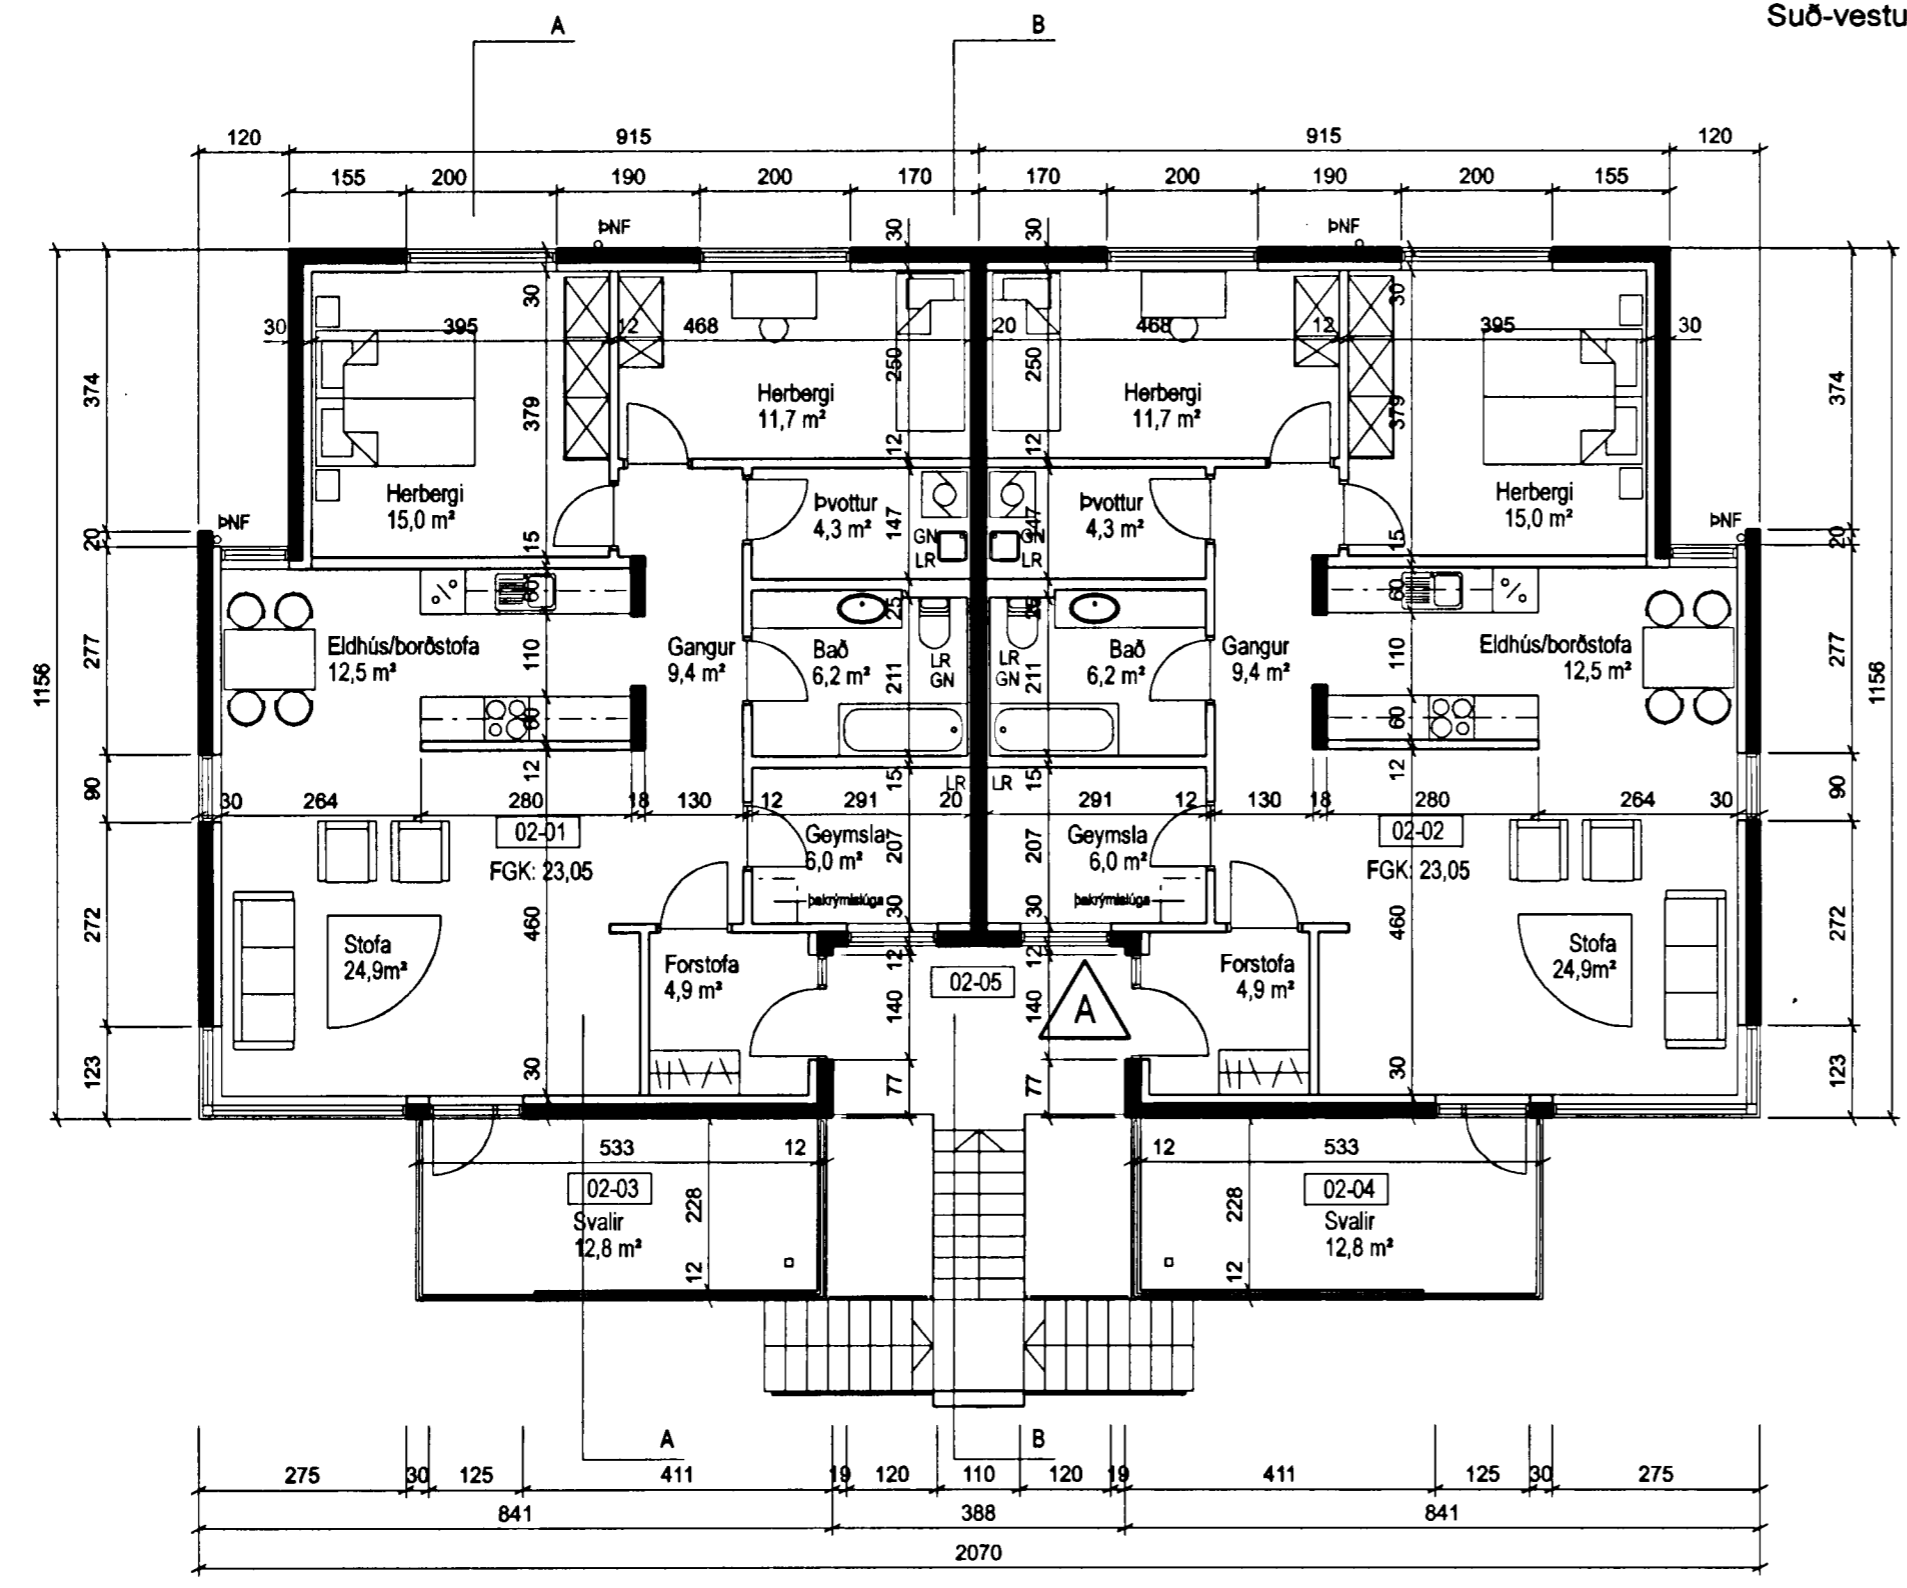 Suð-vestu
A B
120 915 915 120
155 200 190 200 170 170 200 190 200 155
ÞNF 30 30 ÞNF
30 30
30 395 12 468 20 468 12 395 30
250 250
374 379 Herbergi Herbergi 379 374
11,7 m² 11,7 m²
12 12
Herbergi Þvottur Þvottur Herbergi
15,0 m² 4,3 m² 147 147 4,3 m² 15,0 m²
20 ÞNF 15 GN GN 15 ÞNF 20
LR LR
60 25 25 60
277 Eldhús/borðstofa 110 Gangur Bað LR LR Bað Gangur 110 Eldhús/borðstofa 277
12,5 m² 9,4 m² 6,2 m² 211 GN GN 211 6,2 m² 9,4 m² 12,5 m²
1156 1156
60 60
90 12 15 LR LR 15 12 90
30 264 280 18 130 12 291 20 291 12 130 18 280 264 30
02-01 Geymsla Geymsla 02-02
FGK: 23,05 6,0 m² 207 207 6,0 m² FGK: 23,05
þakrýmislúga 30 30 þakrýmislúga
272 460 460 272
Stofa Forstofa 12 12 Forstofa Stofa
24,9m² 4,9 m² 02-05 4,9 m² 24,9m²
140 140 A
123 30 77 77 30 123
533 12 12 533
02-03 228 228 02-04
Svalir Svalir
12,8 m² 12,8 m²
12 12
A B
275 30 125 411 19 120 110 120 19 411 125 30 275
841 388 841
2070